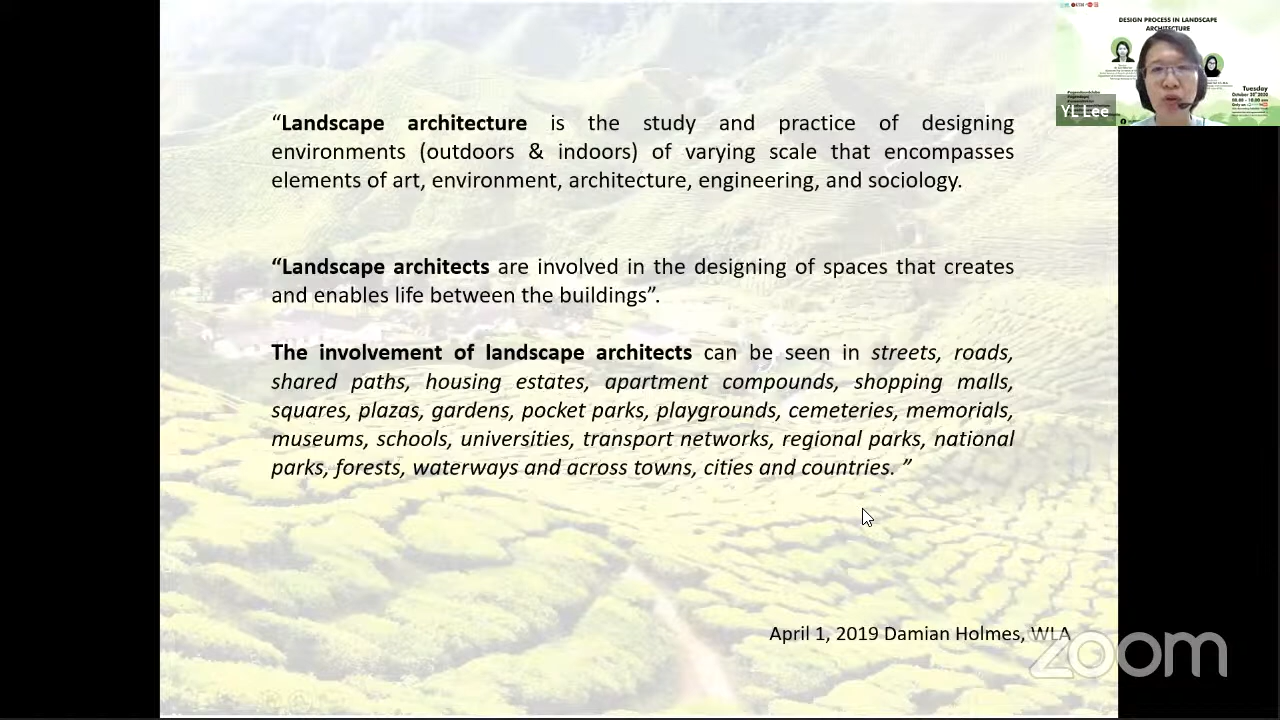 “Landscape architecture is the study and practice of designing
environments (outdoors & indoors) of varying scale that encompasses
elements of art, environment, architecture, engineering, and sociology.
“Landscape architects are involved in the designing of spaces that creates
and enables life between the buildings”.
The involvement of landscape architects can be seen in streets, roads,
shared paths, housing estates, apartment compounds, shopping malls,
squares, plazas, gardens, pocket parks, playgrounds, cemeteries, memorials,
museums, schools, universities, transport networks, regional parks, national
parks, forests, waterways and across towns, cities and countries. ”
April 1, 2019 Damian Holmes, WLA
zoom
DESIGN PROCESS IN LANDSCAPE
ARCHITECTURE
Tuesday
YL Lee